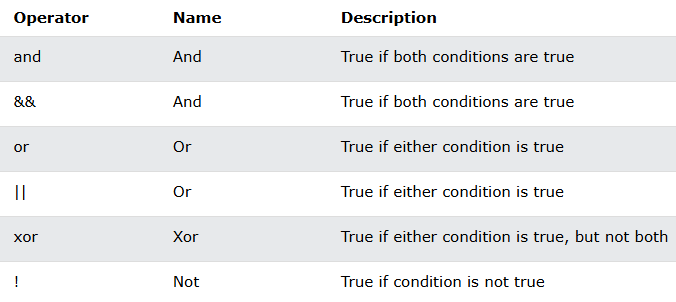 Operator Name Description
and And True if both conditions are true
&& And True if both conditions are true
or Or True if either condition is true
|| Or True if either condition is true
xor Xor True if either condition is true, but not both
! Not True if condition is not true